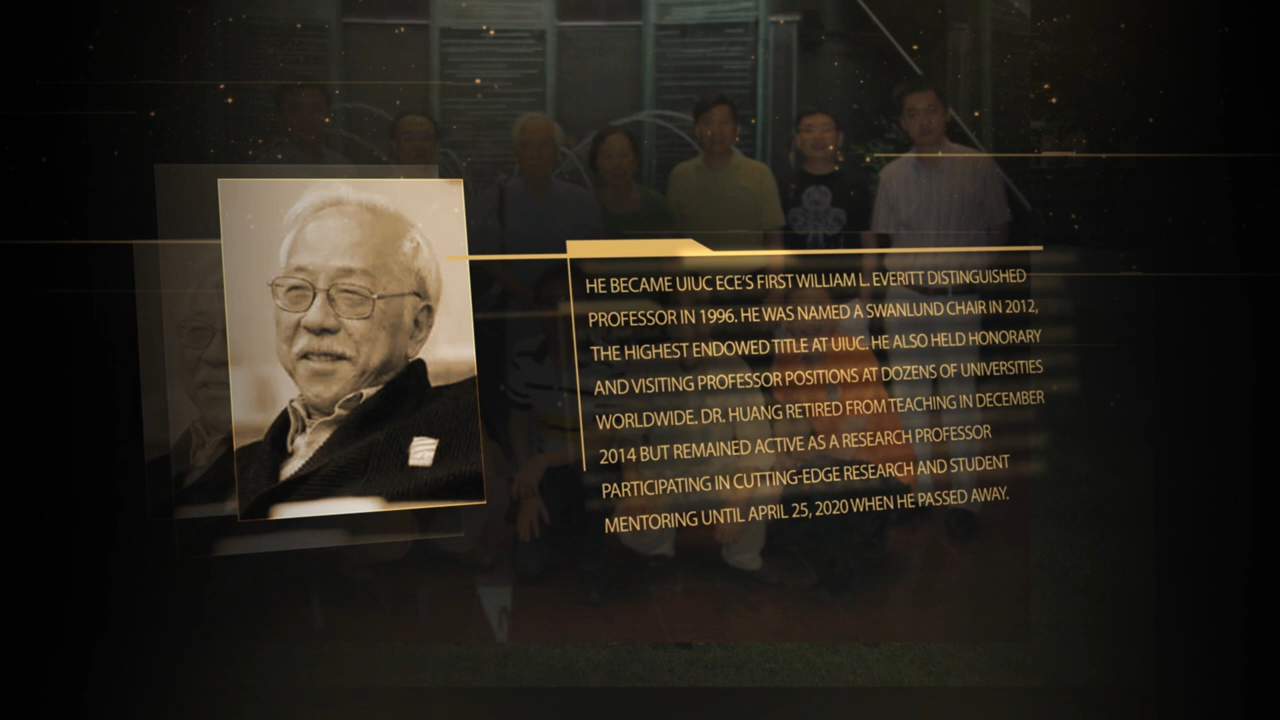 HE BECAME UIUC ECE'S FIRST WILLIAM L. EVERITT DISTINGUISHED
PROFESSOR IN 1996. HE WAS NAMED A SWANLUND CHAIR IN 2012,
THE HIGHEST ENDOWED TITLE AT UIUC. HE ALSO HELD HONORARY
AND VISITING PROFESSOR POSITIONS AT DOZENS OF UNIVERSITIES
WORLDWIDE. DR. HUANG RETIRED FROM TEACHING IN DECEMBER
2014 BUT REMAINED ACTIVE AS A RESEARCH PROFESSOR
PARTICIPATING IN CUTTING-EDGE RESEARCH AND STUDENT
MENTORING UNTIL APRIL 25, 2020 WHEN HE PASSED AWAY.